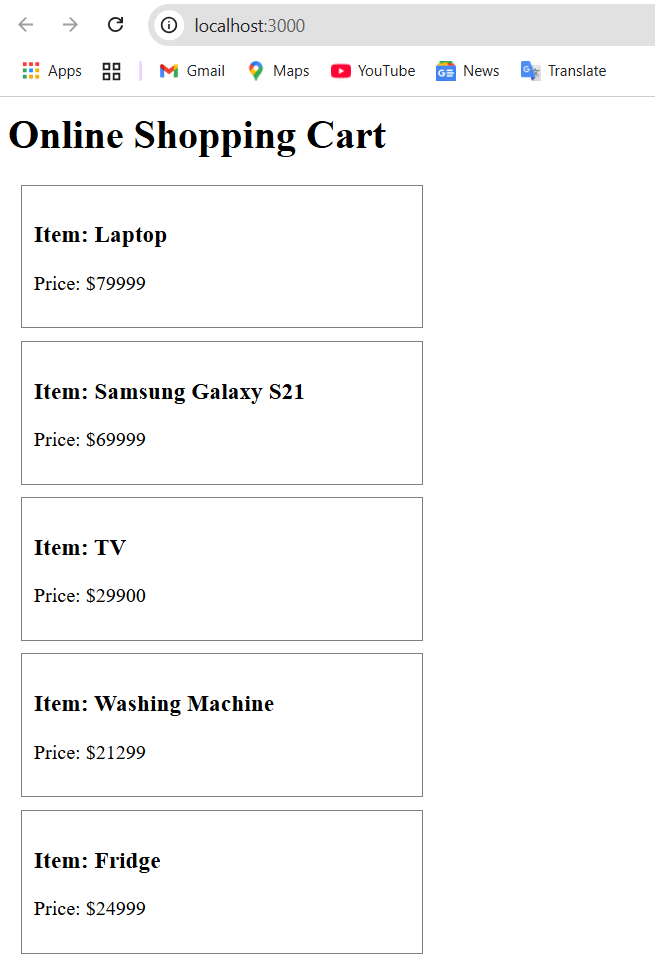 localhost:3000
Apps Gmail Maps YouTube News Translate
Online Shopping Cart
Item: Laptop
Price: $79999
Item: Samsung Galaxy S21
Price: $69999
Item: TV
Price: $29900
Item: Washing Machine
Price: $21299
Item: Fridge
Price: $24999